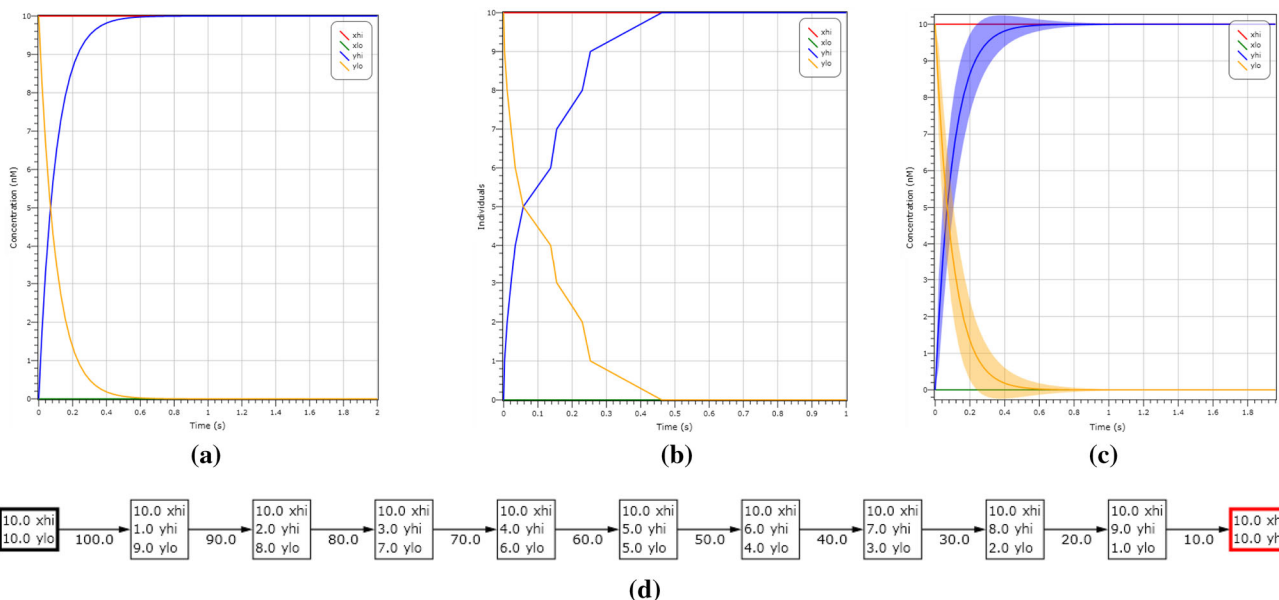 xhi
xlo
yhi
ylo
Concentration (nM)
10
9
8
7
6
5
4
3
2
1
0
0 0.2 0.4 0.6 0.8 1 1.2 1.4 1.6 1.8 2
Time (s)
(a)
xhi
xlo
yhi
ylo
Individuals
10
9
8
7
6
5
4
3
2
1
0
0 0.1 0.2 0.3 0.4 0.5 0.6 0.7 0.8 0.9 1
Time (s)
(b)
xhi
xlo
yhi
ylo
Concentration (nM)
10
9
8
7
6
5
4
3
2
1
0
0 0.2 0.4 0.6 0.8 1 1.2 1.4 1.6 1.8
Time (s)
(c)
10.0 xhi
10.0 ylo
100.0
10.0 xhi
1.0 yhi
9.0 ylo
90.0
10.0 xhi
2.0 yhi
8.0 ylo
80.0
10.0 xhi
3.0 yhi
7.0 ylo
70.0
10.0 xhi
4.0 yhi
6.0 ylo
60.0
10.0 xhi
5.0 yhi
5.0 ylo
50.0
10.0 xhi
6.0 yhi
4.0 ylo
40.0
10.0 xhi
7.0 yhi
3.0 ylo
30.0
10.0 xhi
8.0 yhi
2.0 ylo
20.0
10.0 xhi
9.0 yhi
1.0 ylo
10.0
10.0 xhi
10.0 yhi
(d)